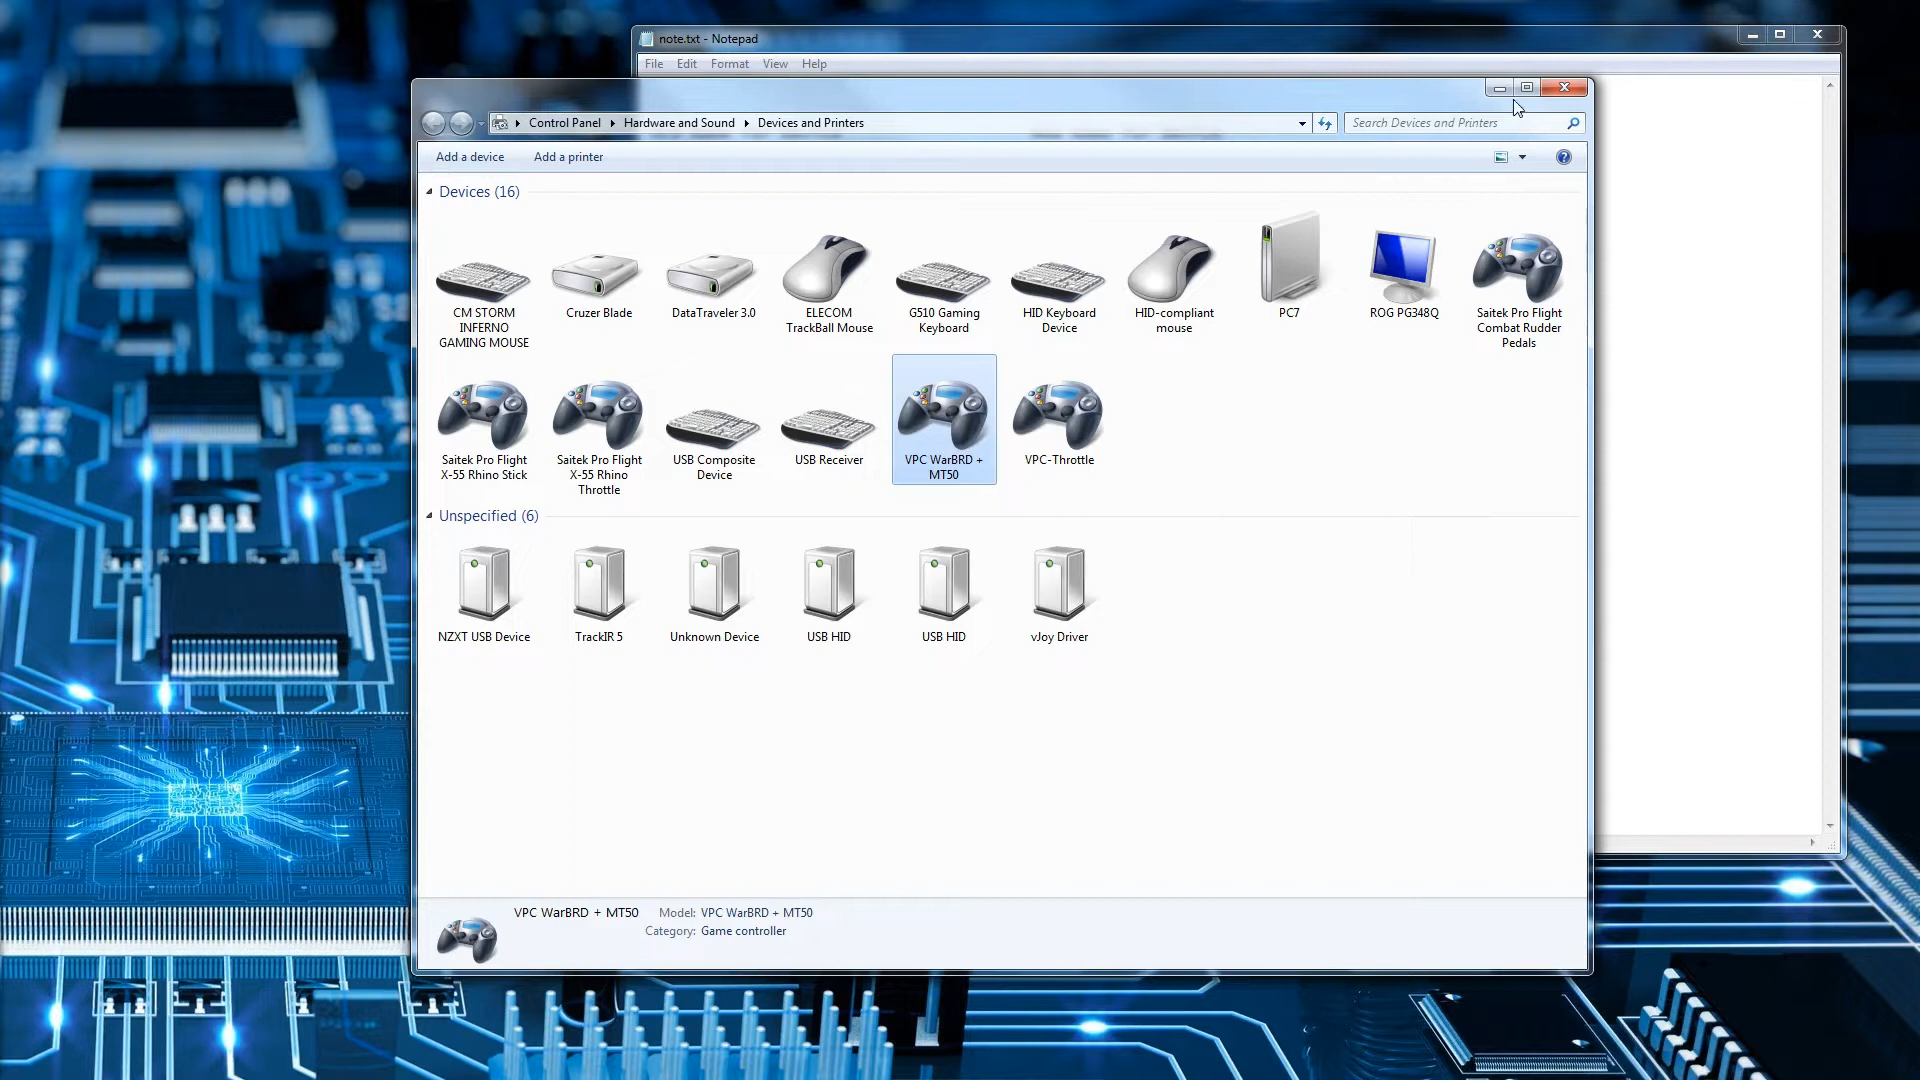 note.txt - Notepad
File Edit Format View Help
Control Panel Hardware and Sound Devices and Printers
Search Devices and Printers
Add a device Add a printer
Devices (16)
CM STORM
INFERNO
GAMING MOUSE
Cruzer Blade
DataTraveler 3.0
ELECOM
TrackBall Mouse
G510 Gaming
Keyboard
HID Keyboard
Device
HID-compliant
mouse
PC7
ROG PG348Q
Saitek Pro Flight
Combat Rudder
Pedals
Saitek Pro Flight
X-55 Rhino Stick
Saitek Pro Flight
X-55 Rhino
Throttle
USB Composite
Device
USB Receiver
VPC WarBRD +
MT50
VPC-Throttle
Unspecified (6)
NZXT USB Device
TrackIR 5
Unknown Device
USB HID
USB HID
vJoy Driver
VPC WarBRD + MT50 Model: VPC WarBRD + MT50
Category: Game controller